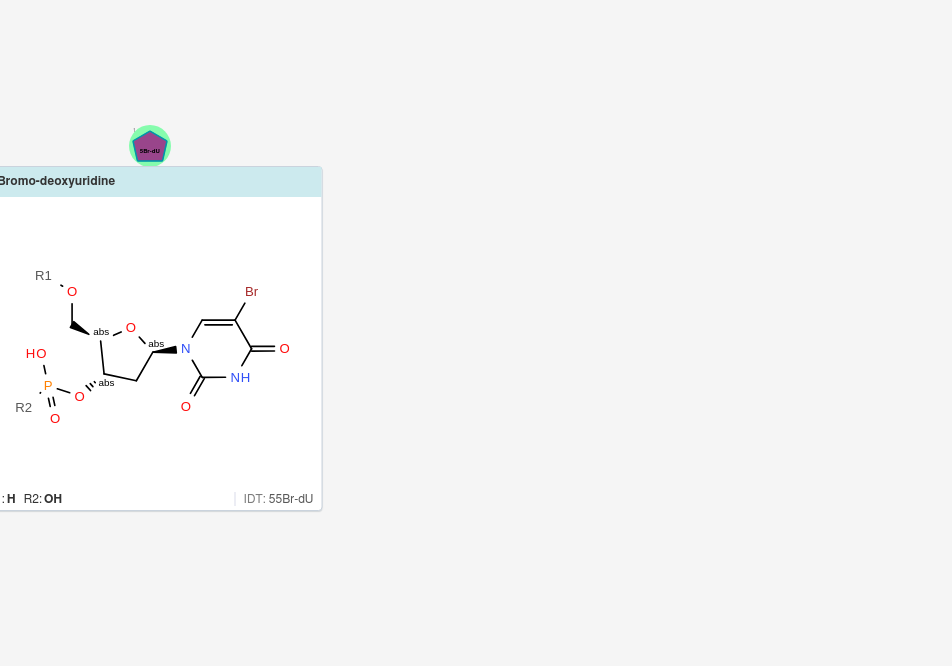 5Br-dU
Bromo-deoxyuridine
R1
O
Br
abs
O
abs
N
O
HO
P
O
abs
NH
R2
O
O
: H R2: OH
IDT: 55Br-dU